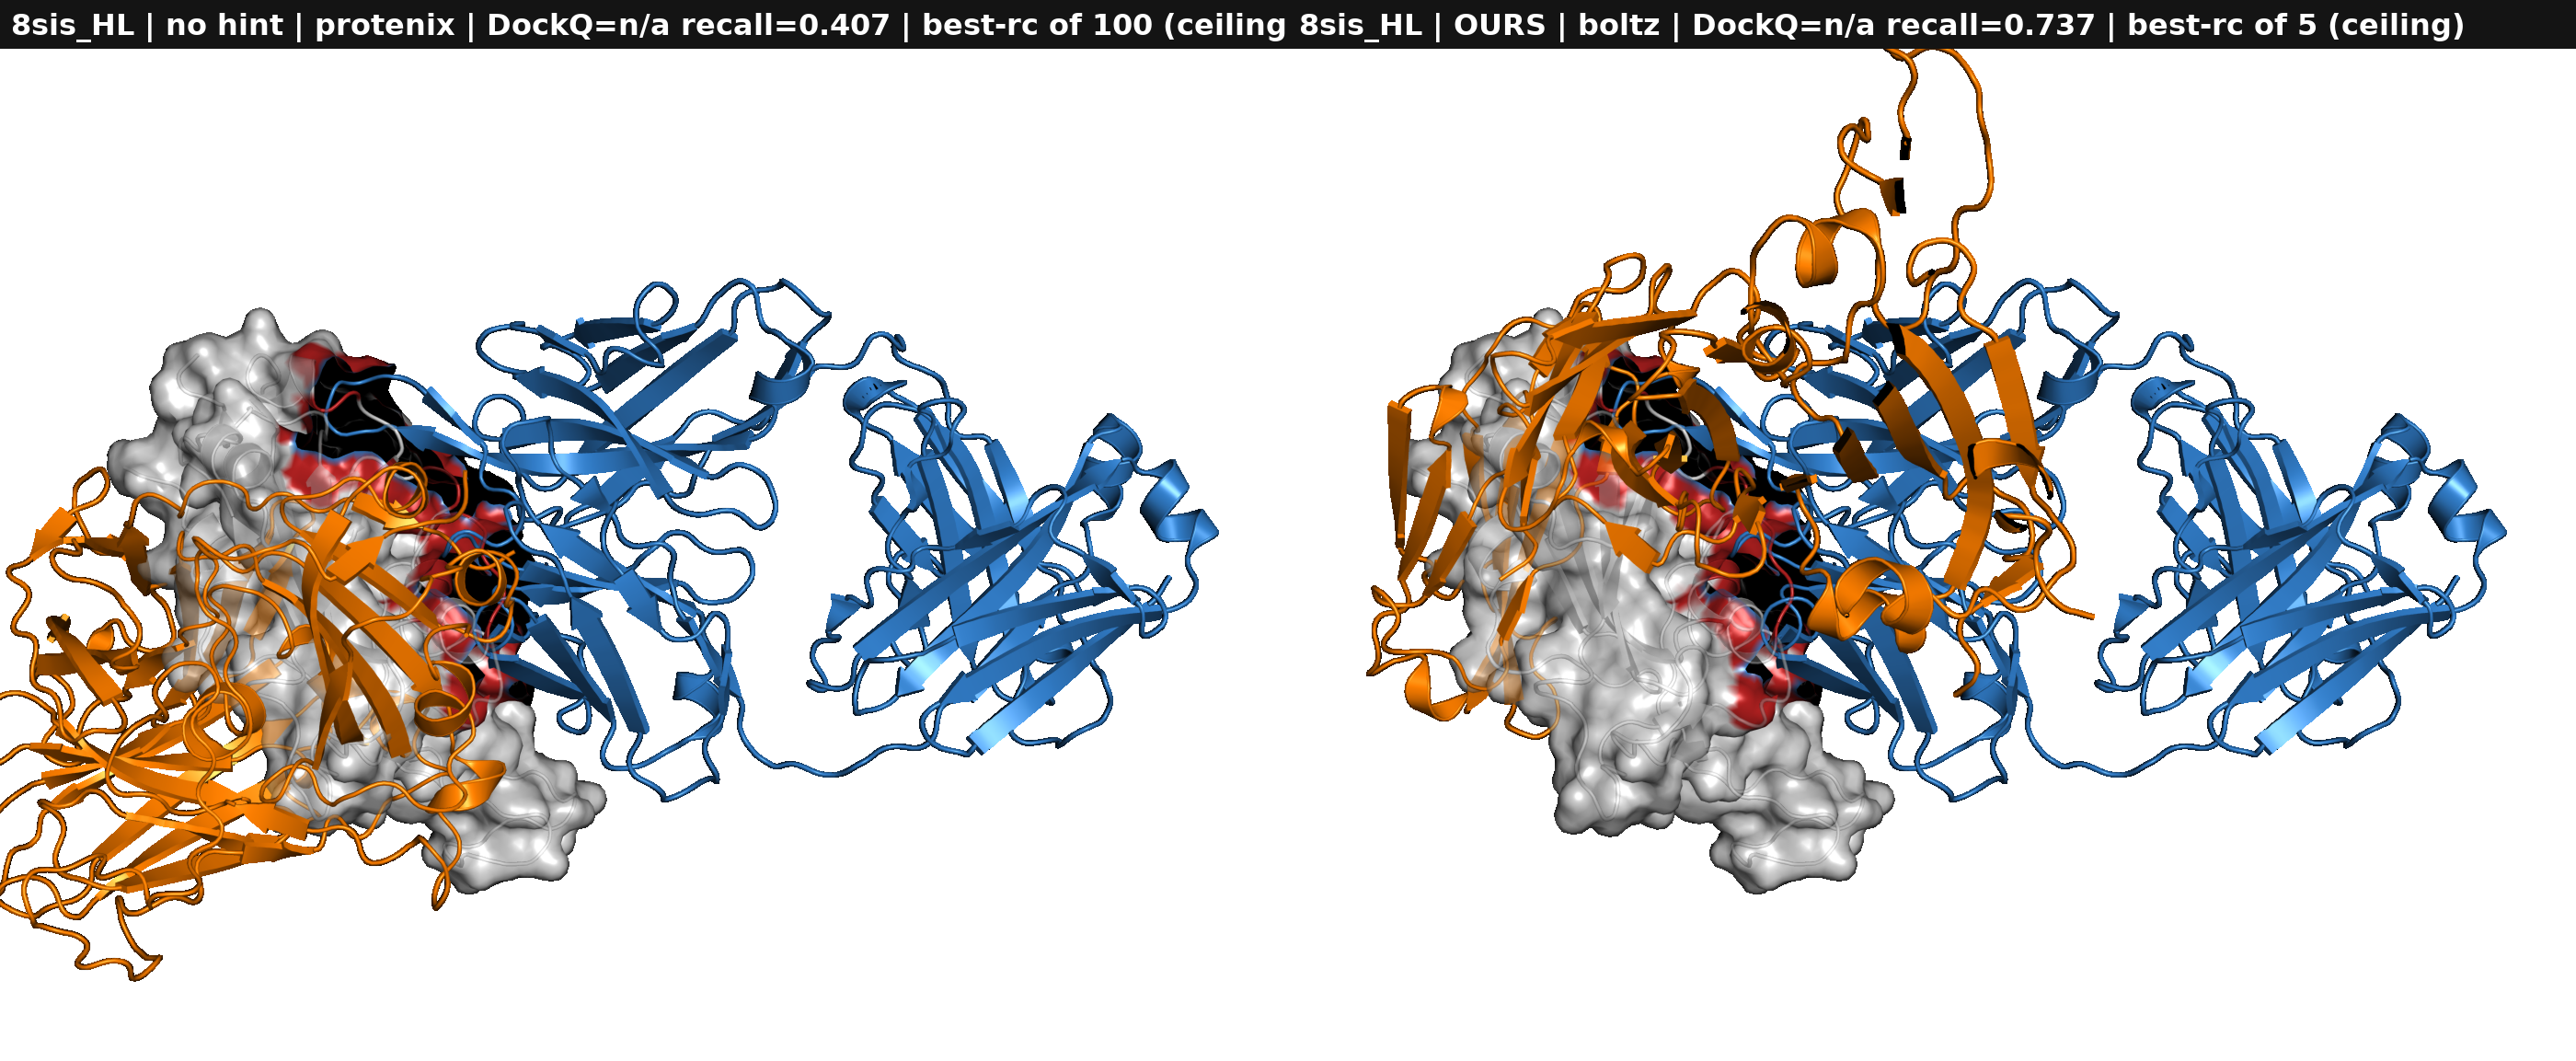 8sis_HL | no hint | protenix | DockQ=n/a recall=0.407 | best-rc of 100 (ceiling 8sis_HL | OURS | boltz | DockQ=n/a recall=0.737 | best-rc of 5 (ceiling)